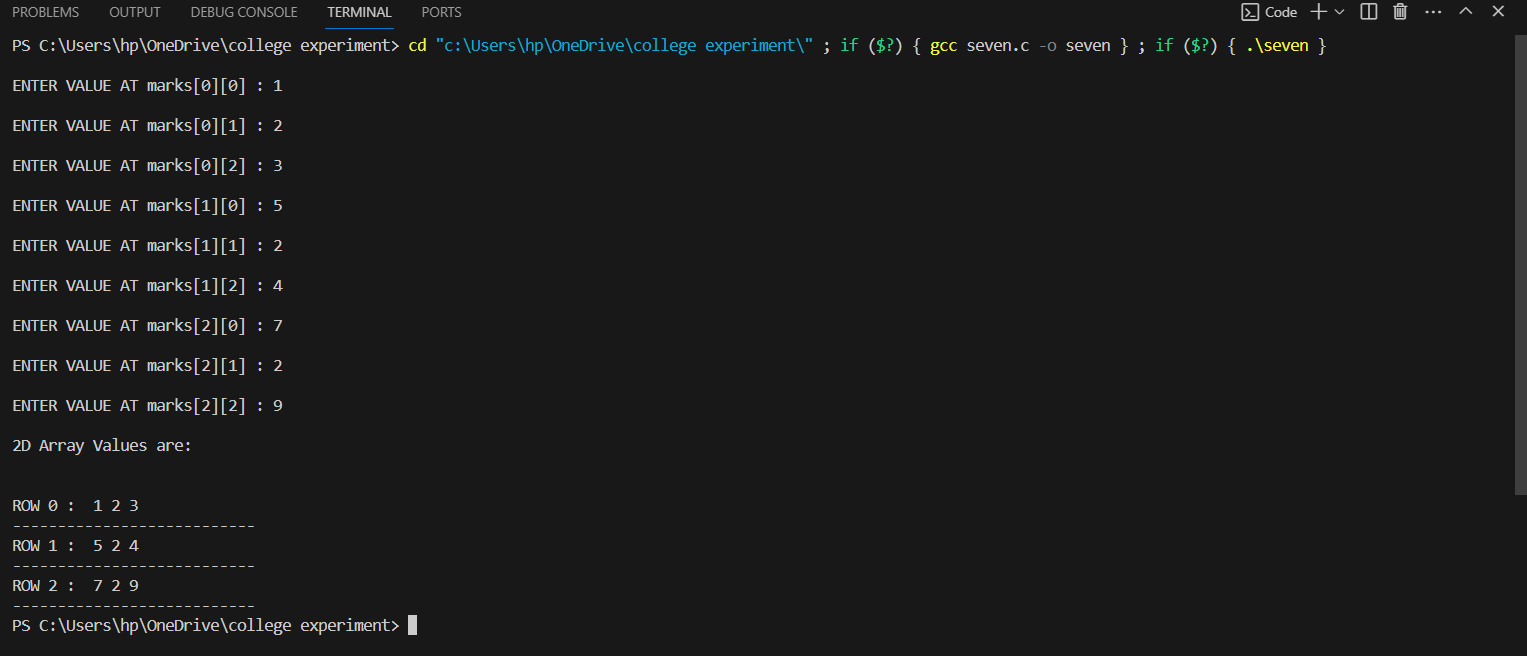 PROBLEMS OUTPUT DEBUG CONSOLE TERMINAL PORTS Code
PS C:\Users\hp\OneDrive\college experiment> cd "c:\Users\hp\OneDrive\college experiment\" ; if ($?) { gcc seven.c -o seven } ; if ($?) { .\seven }
ENTER VALUE AT marks[0][0] : 1
ENTER VALUE AT marks[0][1] : 2
ENTER VALUE AT marks[0][2] : 3
ENTER VALUE AT marks[1][0] : 5
ENTER VALUE AT marks[1][1] : 2
ENTER VALUE AT marks[1][2] : 4
ENTER VALUE AT marks[2][0] : 7
ENTER VALUE AT marks[2][1] : 2
ENTER VALUE AT marks[2][2] : 9
2D Array Values are:
ROW 0 :  1 2 3
---------------------------
ROW 1 :  5 2 4
---------------------------
ROW 2 :  7 2 9
---------------------------
PS C:\Users\hp\OneDrive\college experiment>